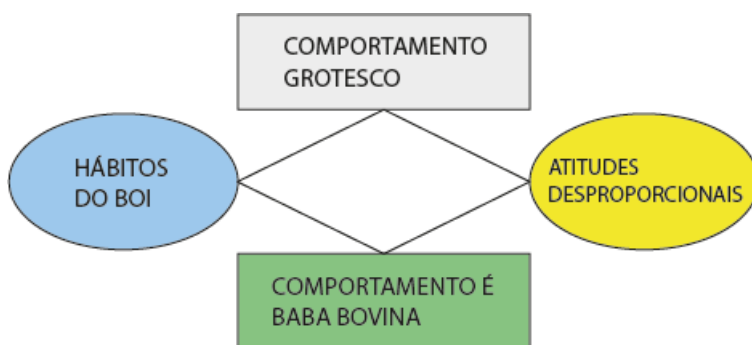 COMPORTAMENTO
GROTESCO
HÁBITOS
DO BOI
ATITUDES
DESPROPORCIONAIS
COMPORTAMENTO É
BABA BOVINA